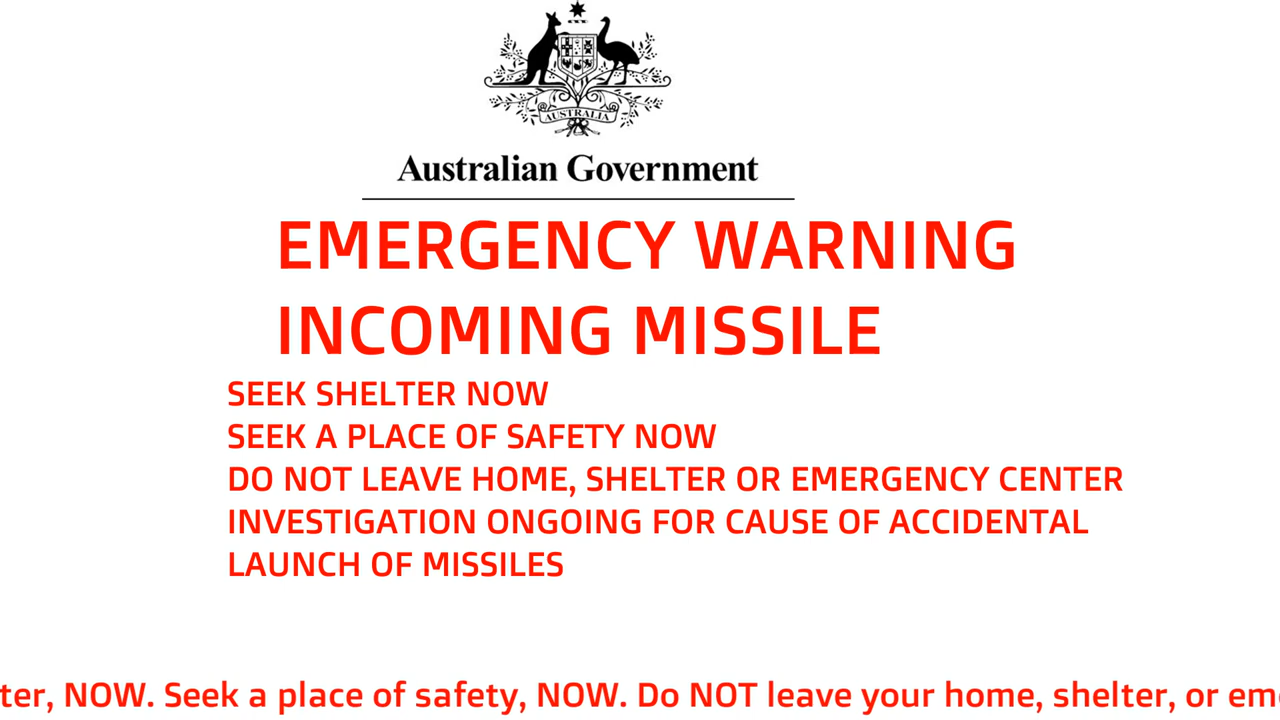 AUSTRALIA
Australian Government
EMERGENCY WARNING
INCOMING MISSILE
SEEK SHELTER NOW
SEEK A PLACE OF SAFETY NOW
DO NOT LEAVE HOME, SHELTER OR EMERGENCY CENTER
INVESTIGATION ONGOING FOR CAUSE OF ACCIDENTAL
LAUNCH OF MISSILES
ter, NOW. Seek a place of safety, NOW. Do NOT leave your home, shelter, or em